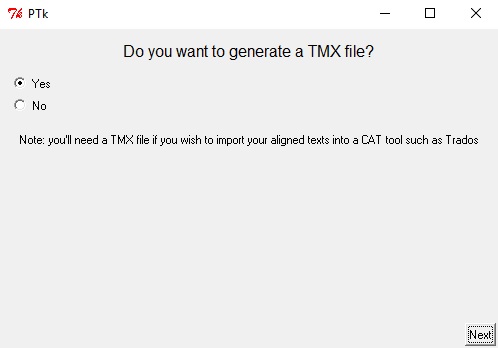 PTk
Do you want to generate a TMX file?
Yes
No
Note: you'll need a TMX file if you wish to import your aligned texts into a CAT tool such as Trados
Next